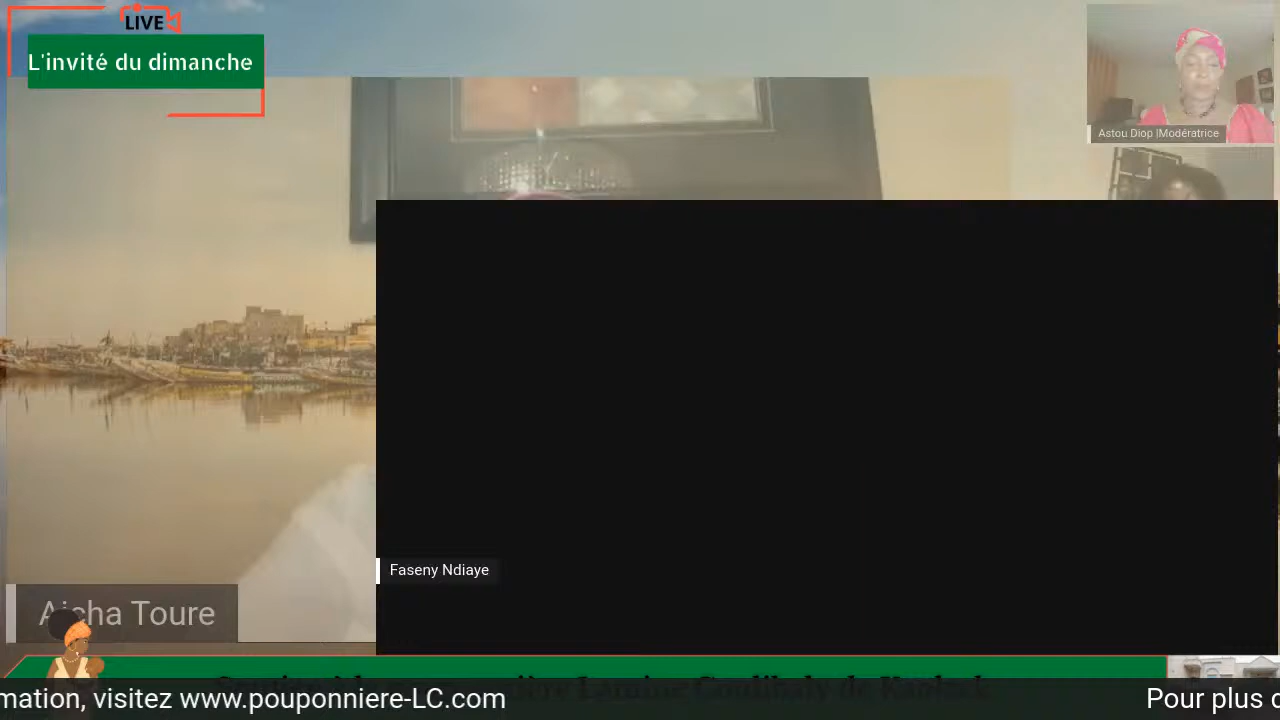 LIVE
L'invité du dimanche
Astou Diop |Modératrice
Faseny Ndiaye
Aicha Toure
mation, visitez www.pouponniere-LC.com
Pour plus d